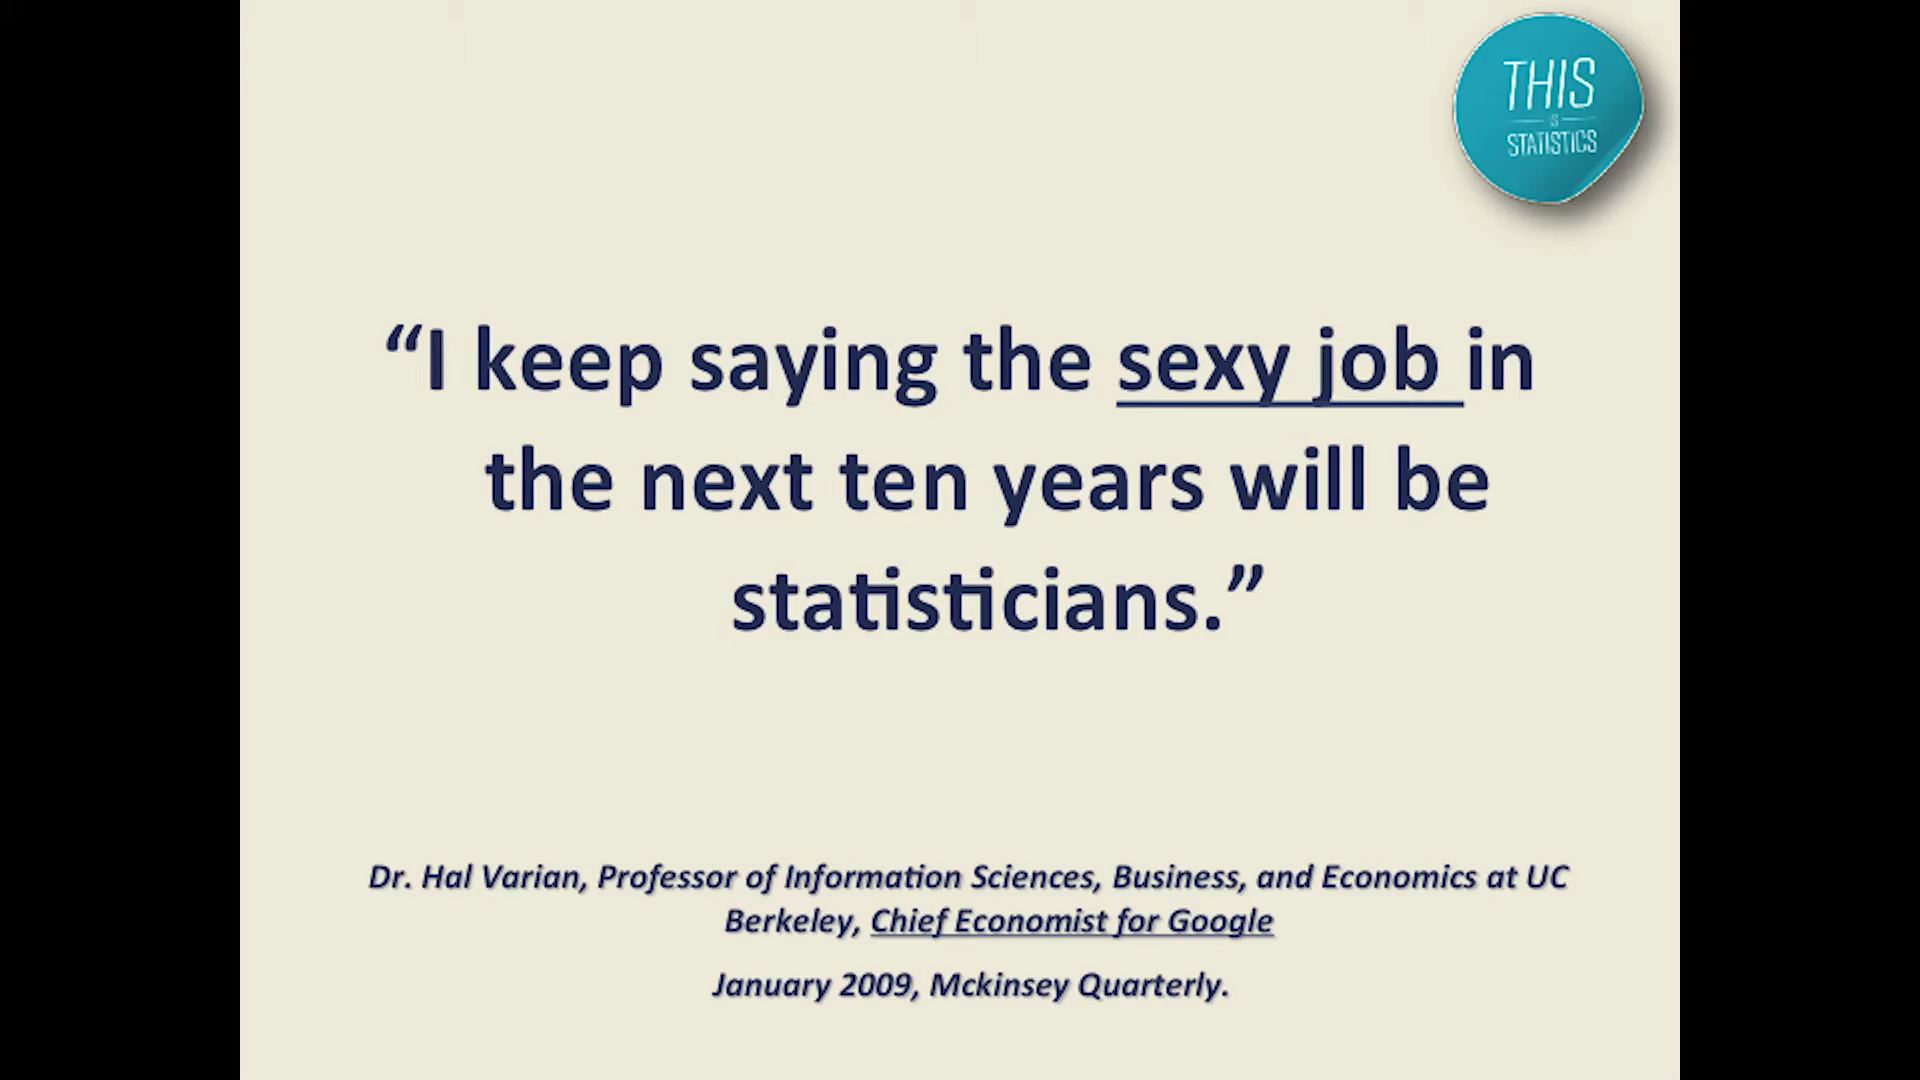 THIS
IS
STATISTICS
“I keep saying the sexy job in
the next ten years will be
statisticians.”
Dr. Hal Varian, Professor of Information Sciences, Business, and Economics at UC
Berkeley, Chief Economist for Google
January 2009, Mckinsey Quarterly.